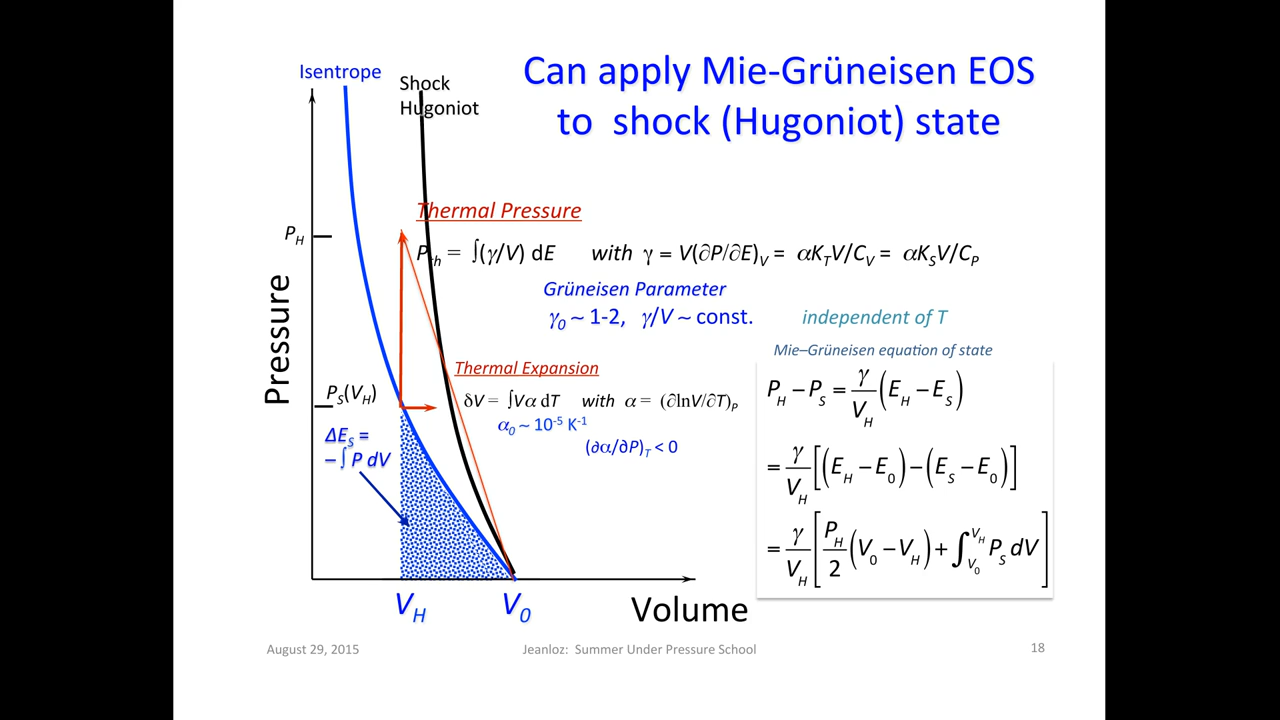 Can apply Mie-Grüneisen EOS
to shock (Hugoniot) state
Isentrope
Shock
Hugoniot
Thermal Pressure
P_H
P_th = ∫(γ/V) dE with γ = V(∂P/∂E)_V = αK_TV/C_V = αK_SV/C_P
Grüneisen Parameter
γ_0 ~ 1-2, γ/V ~ const. independent of T
Pressure
Mie–Grüneisen equation of state
Thermal Expansion
P_S(V_H)
δV = ∫Vα dT with α = (∂lnV/∂T)_P
α_0 ~ 10^-5 K^-1
(∂α/∂P)_T < 0
ΔE_S =
– ∫ P dV
P_H − P_S = γ/V_H (E_H − E_S)
= γ/V_H [(E_H − E_0) − (E_S − E_0)]
= γ/V_H [P_H/2 (V_0 − V_H) + ∫_V_0^V_H P_S dV]
V_H
V_0
Volume
August 29, 2015
Jeanloz: Summer Under Pressure School
18